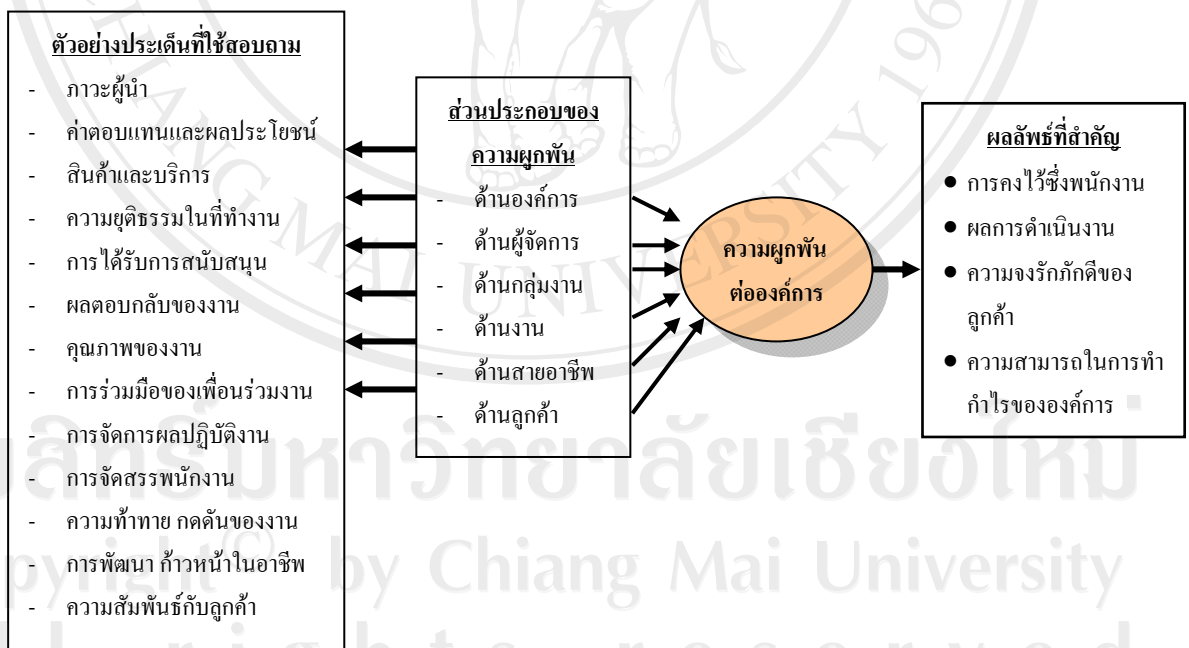 ตัวอย่างประเด็นที่ใช้สอบถาม
- ภาวะผู้นำ
- ค่าตอบแทนและผลประโยชน์
- สินค้าและบริการ
- ความยุติธรรมในที่ทำงาน
- การได้รับการสนับสนุน
- ผลตอบกลับของงาน
- คุณภาพของงาน
- การร่วมมือของเพื่อนร่วมงาน
- การจัดการผลปฏิบัติงาน
- การจัดสรรพนักงาน
- ความท้าทาย กดดันของงาน
- การพัฒนา ก้าวหน้าในอาชีพ
- ความสัมพันธ์กับลูกค้า
ส่วนประกอบของ
ความผูกพัน
- ด้านองค์การ
- ด้านผู้จัดการ
- ด้านกลุ่มงาน
- ด้านงาน
- ด้านสายอาชีพ
- ด้านลูกค้า
ความผูกพัน
ต่อองค์การ
ผลลัพธ์ที่สำคัญ
● การคงไว้ซึ่งพนักงาน
● ผลการดำเนินงาน
● ความจงรักภักดีของ
ลูกค้า
● ความสามารถในการทำ
กำไรขององค์การ
CHIANG MAI UNIVERSITY 196
สิทธิ์มหาวิทยาลัยเชียงใหม่
pyright© by Chiang Mai University
l rights reserved